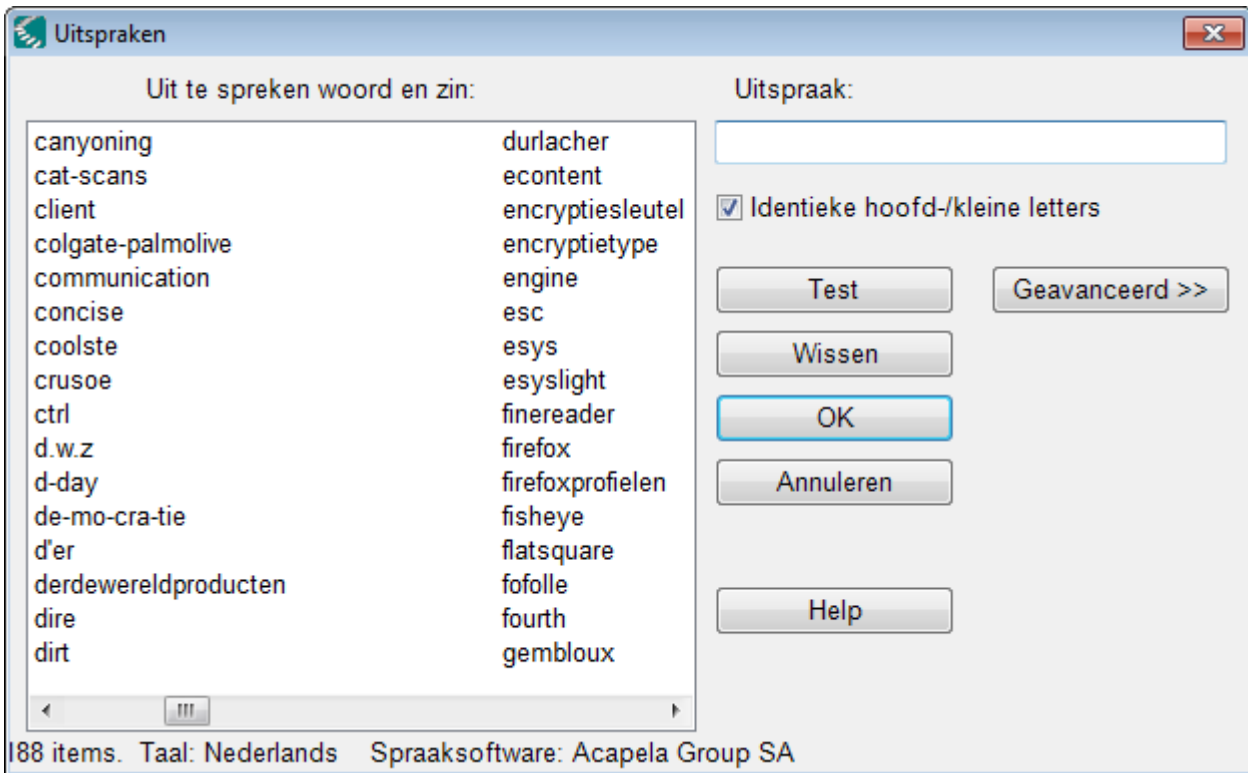 Uitspraken
Uit te spreken woord en zin:
Uitspraak:
canyoning durlacher
cat-scans econtent
client encryptiesleutel
colgate-palmolive encryptietype
communication engine
concise esc
coolste esys
crusoe esyslight
ctrl finereader
d.w.z firefox
d-day firefoxprofielen
de-mo-cra-tie fisheye
d'er flatsquare
derdewereldproducten fofolle
dire fourth
dirt gembloux
Identieke hoofd-/kleine letters
Test
Geavanceerd >>
Wissen
OK
Annuleren
Help
188 items. Taal: Nederlands Spraaksoftware: Acapela Group SA